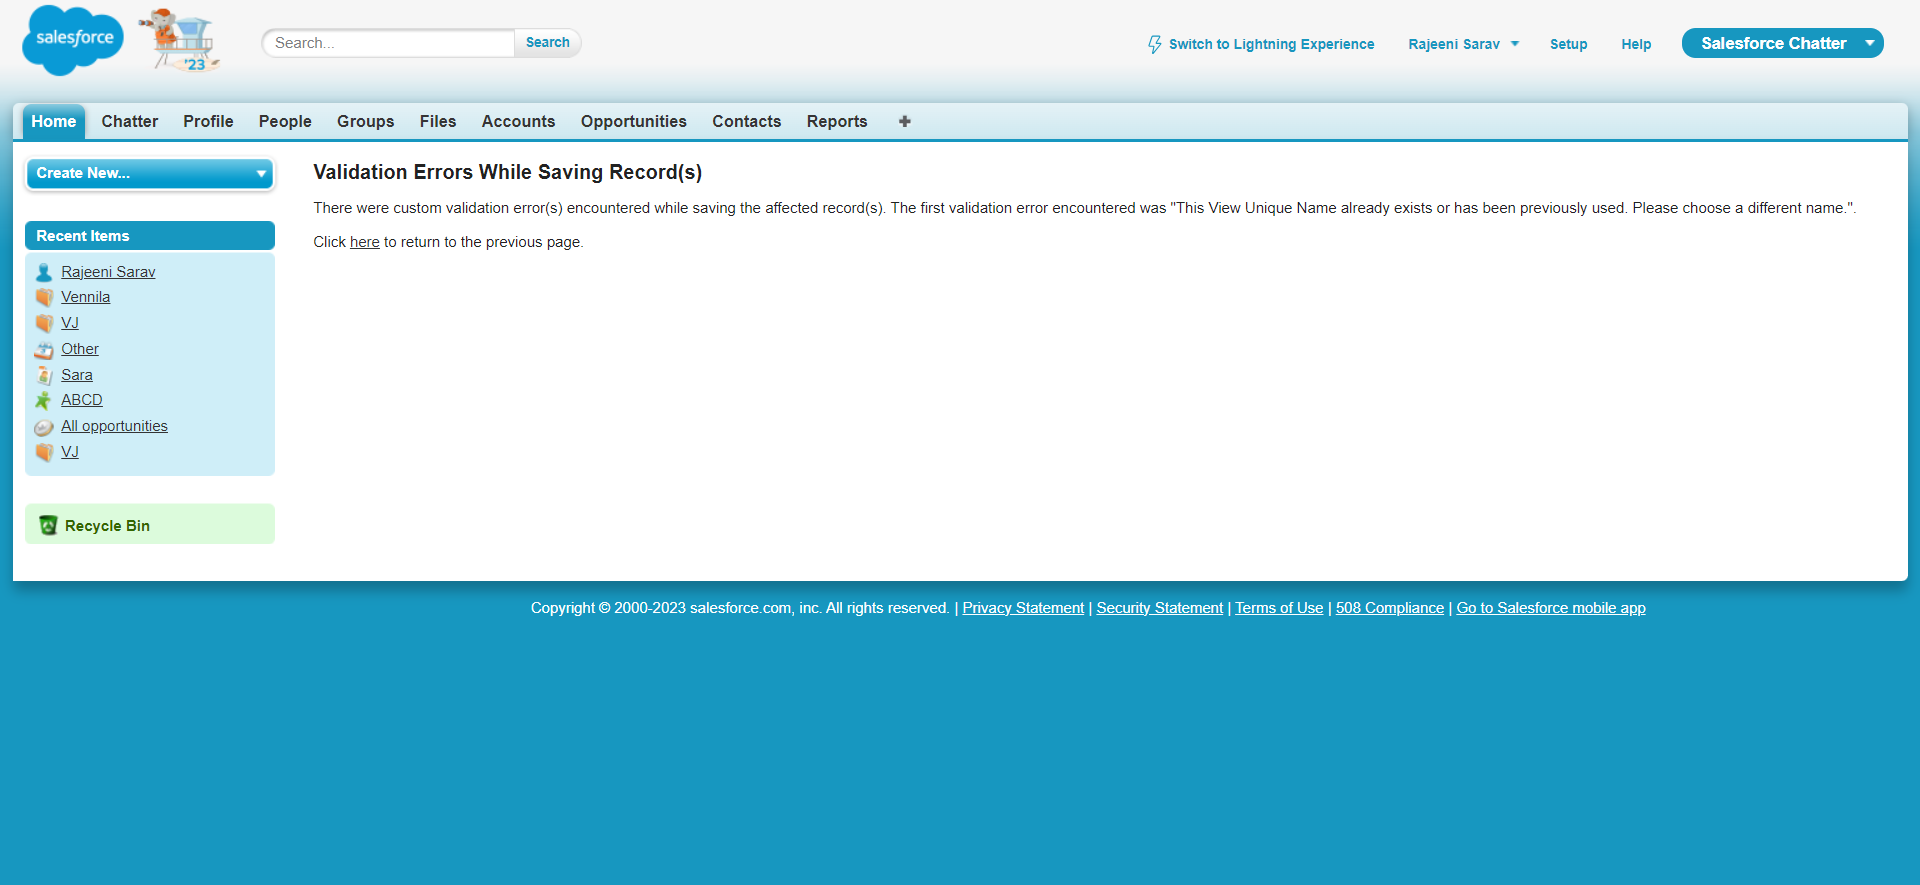 salesforce
'23
Search...
Search
Switch to Lightning Experience
Rajeeni Sarav
Setup
Help
Salesforce Chatter
Home
Chatter
Profile
People
Groups
Files
Accounts
Opportunities
Contacts
Reports
Create New...
Recent Items
Rajeeni Sarav
Vennila
VJ
Other
Sara
ABCD
All opportunities
VJ
Recycle Bin
Validation Errors While Saving Record(s)
There were custom validation error(s) encountered while saving the affected record(s). The first validation error encountered was "This View Unique Name already exists or has been previously used. Please choose a different name.".
Click here to return to the previous page.
Copyright © 2000-2023 salesforce.com, inc. All rights reserved. | Privacy Statement | Security Statement | Terms of Use | 508 Compliance | Go to Salesforce mobile app